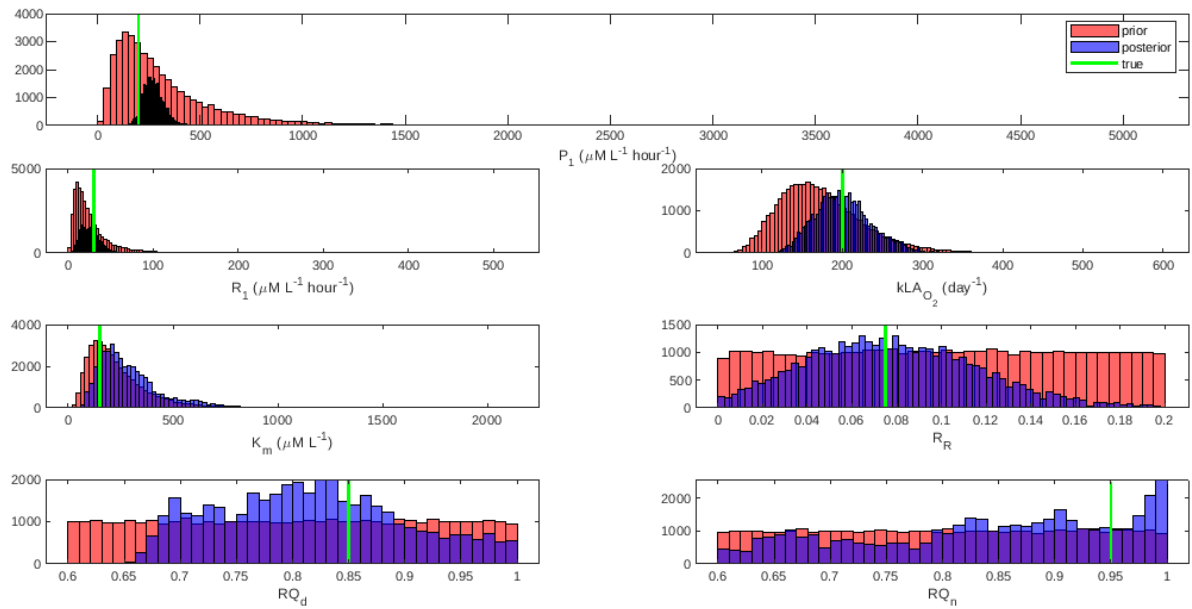 4000
3000
2000
1000
0
prior
posterior
true
0 500 1000 1500 2000 2500 3000 3500 4000 4500 5000
P1 (μM L-1 hour-1)
5000
0
0 100 200 300 400 500
R1 (μM L-1 hour-1)
2000
1000
0
100 200 300 400 500 600
kLAO2 (day-1)
4000
2000
0
0 500 1000 1500 2000
Km (μM L-1)
1500
1000
500
0
0 0.02 0.04 0.06 0.08 0.1 0.12 0.14 0.16 0.18 0.2
RR
2000
1000
0
0.6 0.65 0.7 0.75 0.8 0.85 0.9 0.95 1
RQd
2000
1000
0
0.6 0.65 0.7 0.75 0.8 0.85 0.9 0.95 1
RQn